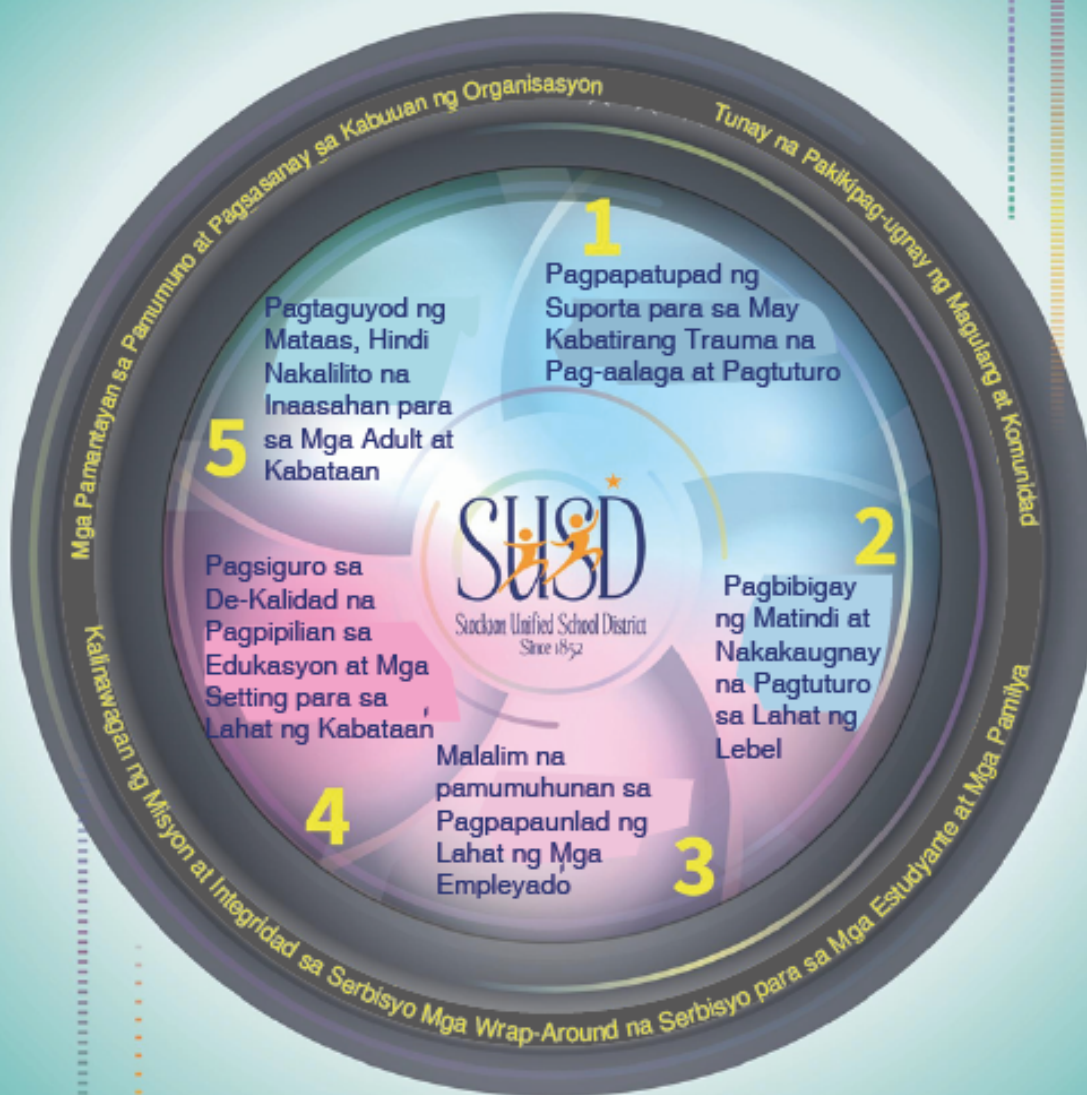 Mga Pamantayan sa Pamumuno at Pagsasanay sa Kabuuan ng Organisasyon
Tunay na Pakikipag-ugnay ng Magulang at Komunidad
1
Pagpapatupad ng
Suporta para sa May
Kabatirang Trauma na
Pag-aalaga at Pagtuturo
2
Pagbibigay
ng Matindi at
Nakakaugnay
na Pagtuturo
sa Lahat ng
Lebel
3
Malalim na
pamumuhunan sa
Pagpapaunlad ng
Lahat ng Mga
Empleyado
4
Pagsiguro sa
De-Kalidad na
Pagpipilian sa
Edukasyon at Mga
Setting para sa
Lahat ng Kabataan
5
Pagtaguyod ng
Mataas, Hindi
Nakalilito na
Inaasahan para
sa Mga Adult at
Kabataan
SUSD
Stockton Unified School District
Since 1852
Kalinawagan ng Misyon at Integridad sa Serbisyo
Mga Wrap-Around na Serbisyo para sa Mga Estudyante at Mga Pamilya